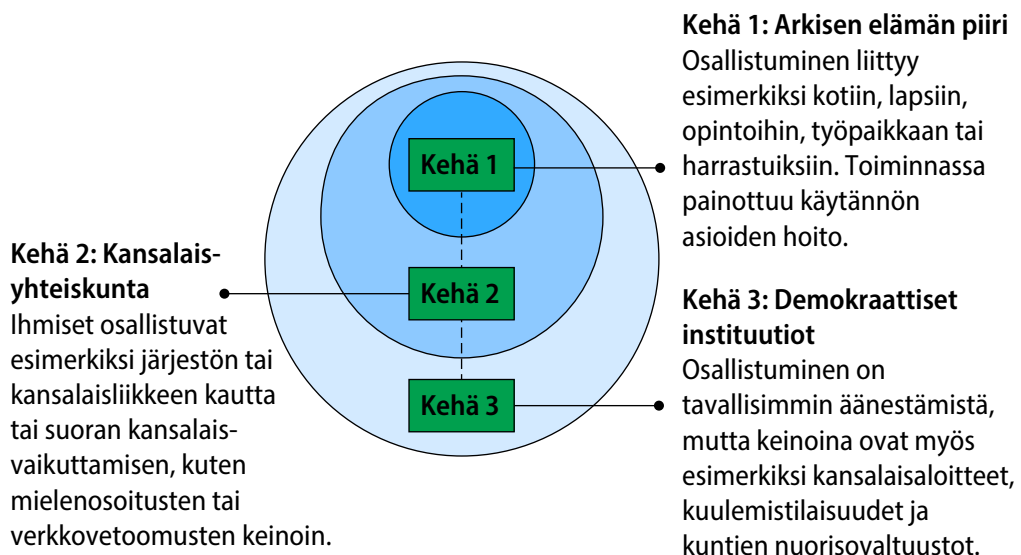 Kehä 1: Arkisen elämän piiri
Osallistuminen liittyy
esimerkiksi kotiin, lapsiin,
opintoihin, työpaikkaan tai
harrastuiksiin. Toiminnassa
painottuu käytännön
asioiden hoito.
Kehä 1
Kehä 2
Kehä 3
Kehä 2: Kansalais-
yhteiskunta
Ihmiset osallistuvat
esimerkiksi järjestön tai
kansalaisliikkeen kautta
tai suoran kansalais-
vaikuttamisen, kuten
mielenosoitusten tai
verkkovetoomusten keinoin.
Kehä 3: Demokraattiset
instituutiot
Osallistuminen on
tavallisimmin äänestämistä,
mutta keinoina ovat myös
esimerkiksi kansalaisaloitteet,
kuulemistilaisuudet ja
kuntien nuorisovaltuustot.